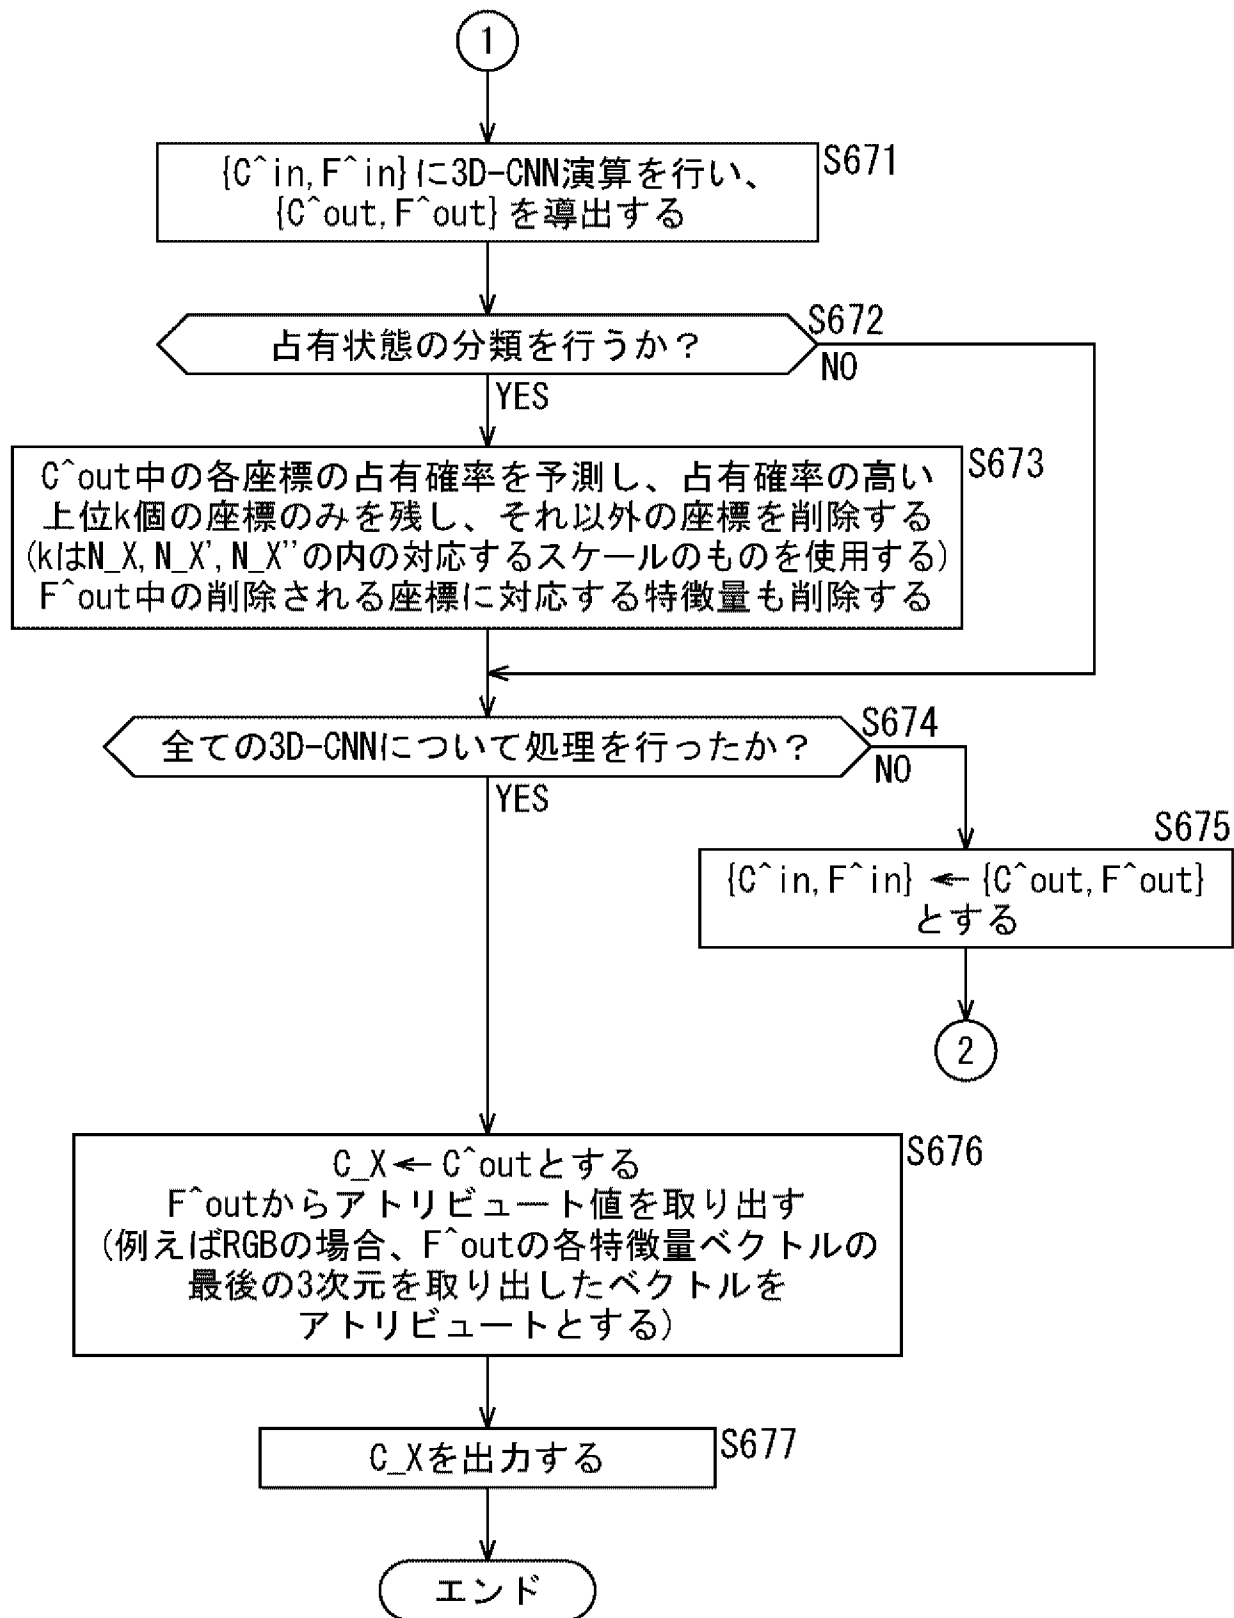 1
S671
{C^in, F^in}に3D-CNN演算を行い、
{C^out, F^out}を導出する
S672
占有状態の分類を行うか？
NO
YES
S673
C^out中の各座標の占有確率を予測し、占有確率の高い
上位k個の座標のみを残し、それ以外の座標を削除する
(kはN_X, N_X', N_X''の内の対応するスケールのものを使用する)
F^out中の削除される座標に対応する特徴量も削除する
S674
全ての3D-CNNについて処理を行ったか？
NO
YES
S675
{C^in, F^in} ← {C^out, F^out}
とする
2
S676
C_X ← C^outとする
F^outからアトリビュート値を取り出す
(例えばRGBの場合、F^outの各特徴量ベクトルの
最後の3次元を取り出したベクトルを
アトリビュートとする)
S677
C_Xを出力する
エンド